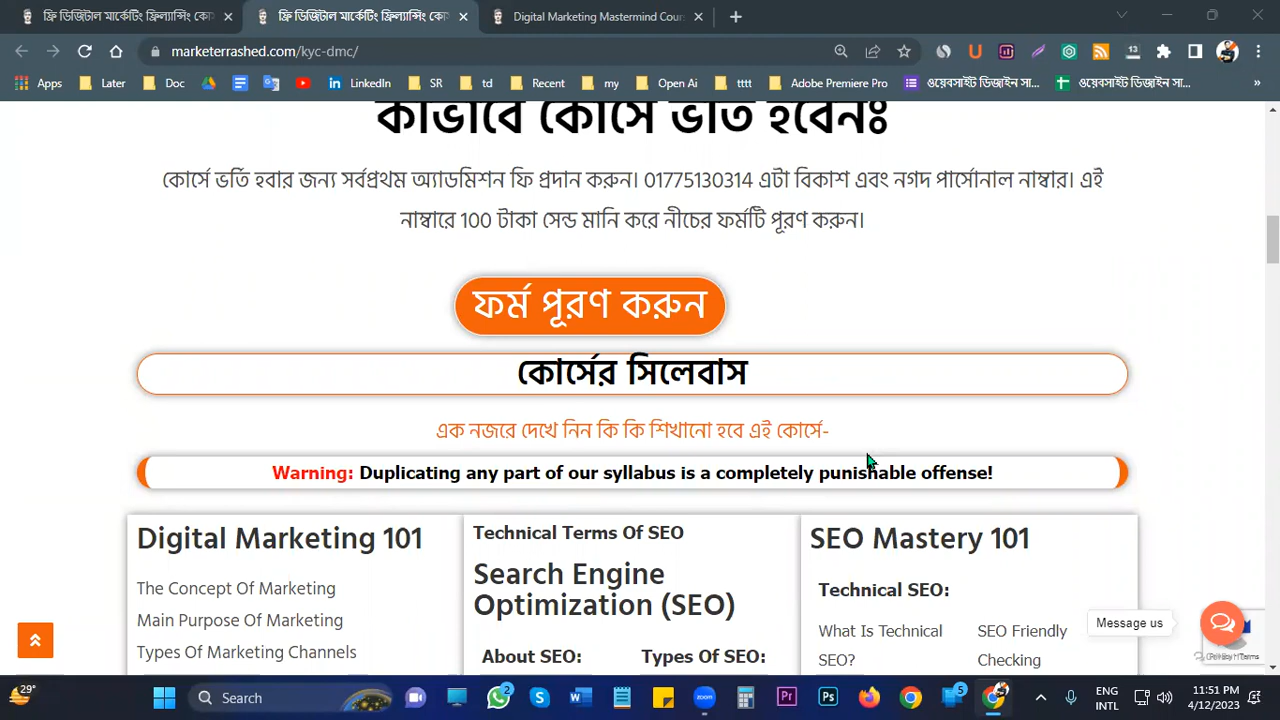 ফ্রি ডিজিটাল মার্কেটিং ফ্রিল্যান্সিং কো
ফ্রি ডিজিটাল মার্কেটিং ফ্রিল্যান্সিং কো
Digital Marketing Mastermind Cour
marketerrashed.com/kyc-dmc/
Apps
Later
Doc
LinkedIn
SR
td
Recent
my
Open Ai
tttt
Adobe Premiere Pro
ওয়েবসাইট ডিজাইন সা...
ওয়েবসাইট ডিজাইন সা...
কীভাবে কোর্সে ভর্তি হবেনঃ
কোর্সে ভর্তি হবার জন্য সর্বপ্রথম অ্যাডমিশন ফি প্রদান করুন। 01775130314 এটা বিকাশ এবং নগদ পার্সোনাল নাম্বার। এই
নাম্বারে 100 টাকা সেন্ড মানি করে নীচের ফর্মটি পূরণ করুন।
ফর্ম পূরণ করুন
কোর্সের সিলেবাস
এক নজরে দেখে নিন কি কি শিখানো হবে এই কোর্সে-
Warning: Duplicating any part of our syllabus is a completely punishable offense!
Digital Marketing 101
The Concept Of Marketing
Main Purpose Of Marketing
Types Of Marketing Channels
Technical Terms Of SEO
Search Engine
Optimization (SEO)
About SEO:
Types Of SEO:
SEO Mastery 101
Technical SEO:
What Is Technical
SEO?
SEO Friendly
Checking
Message us
Privacy - Terms
29°
Search
2
5
ENG
INTL
11:51 PM
4/12/2023